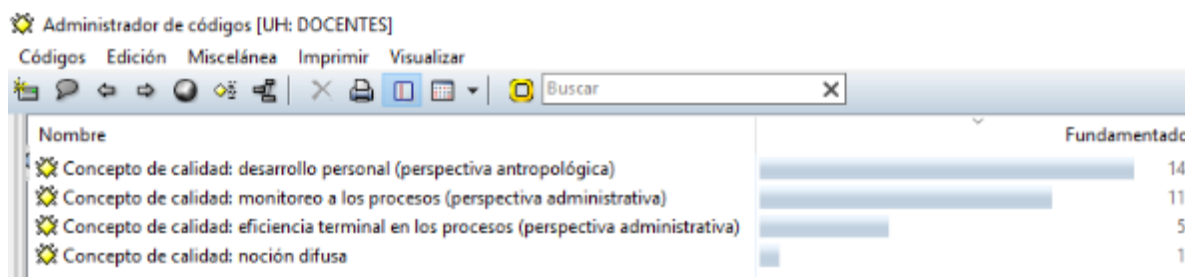 Administrador de códigos [UH: DOCENTES]
Códigos Edición Miscelánea Imprimir Visualizar
Buscar
Nombre Fundamentado
Concepto de calidad: desarrollo personal (perspectiva antropológica) 14
Concepto de calidad: monitoreo a los procesos (perspectiva administrativa) 11
Concepto de calidad: eficiencia terminal en los procesos (perspectiva administrativa) 5
Concepto de calidad: noción difusa 1